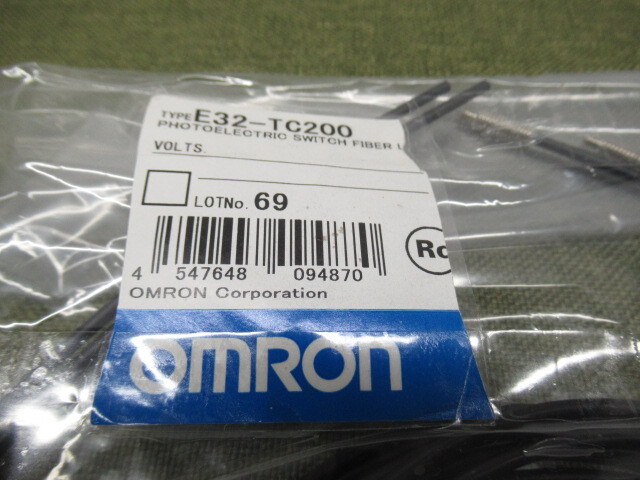 TYPE E32-TC200
PHOTOELECTRIC SWITCH FIBER
VOLTS.
LOTNo. 69
4 547648 094870
OMRON Corporation
omron